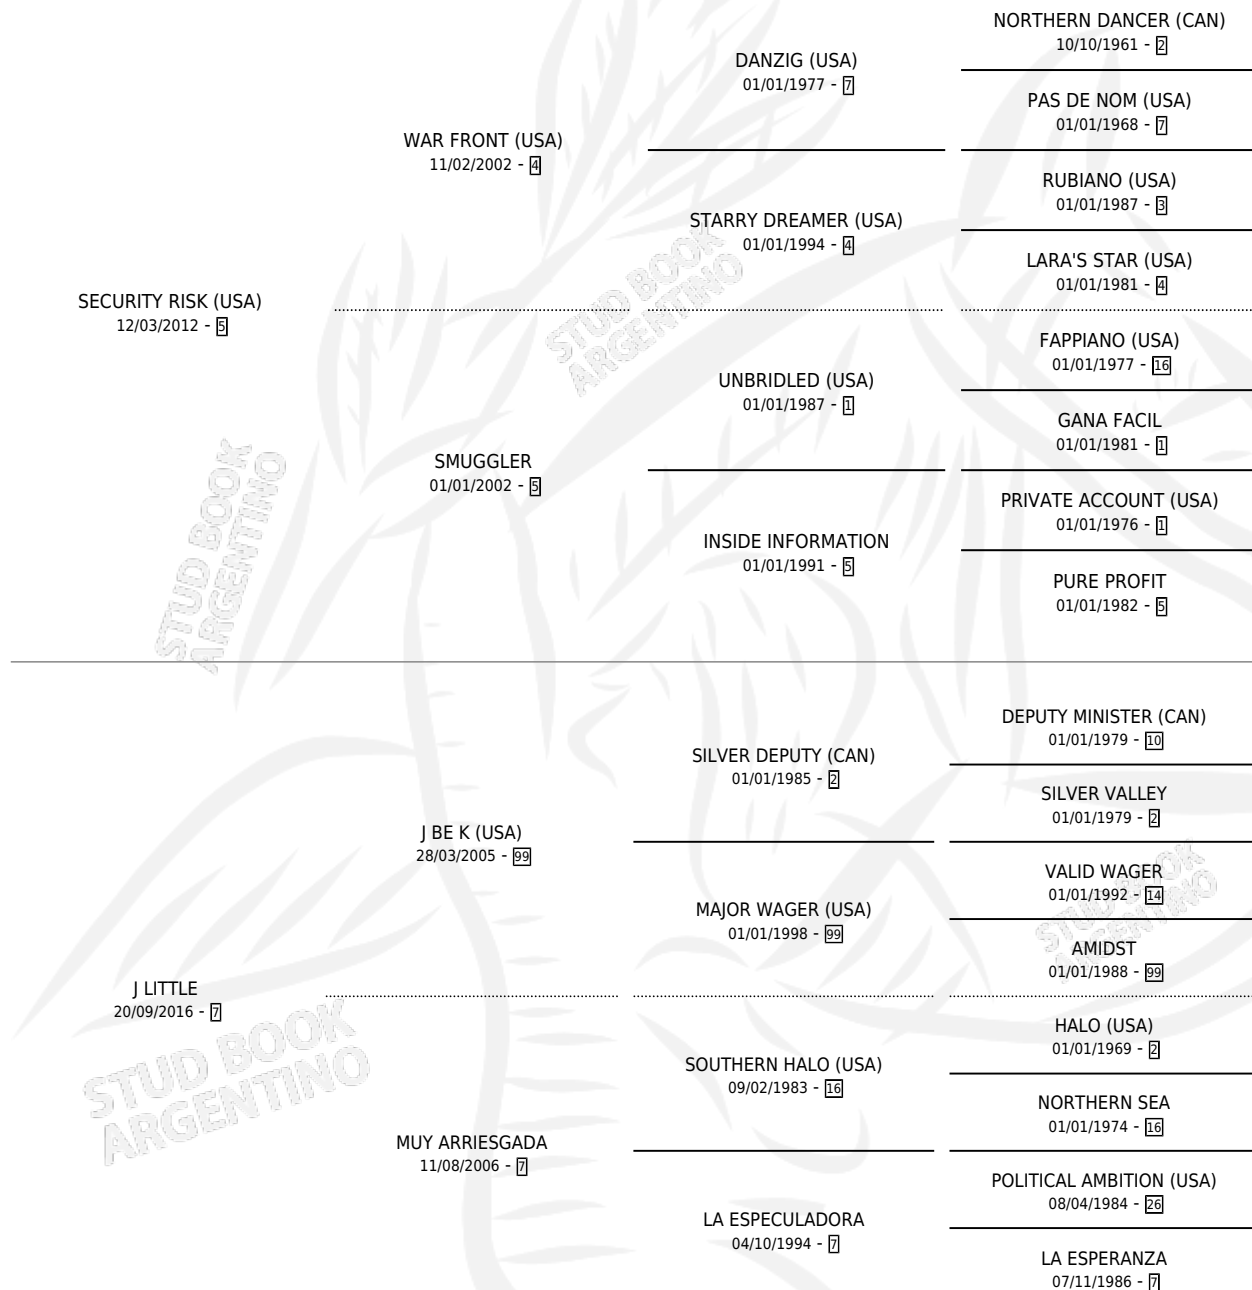 NORTHERN DANCER (CAN)
10/10/1961 - 2
DANZIG (USA)
01/01/1977 - 7
PAS DE NOM (USA)
01/01/1968 - 7
WAR FRONT (USA)
11/02/2002 - 4
RUBIANO (USA)
01/01/1987 - 3
STARRY DREAMER (USA)
01/01/1994 - 4
LARA'S STAR (USA)
01/01/1981 - 4
SECURITY RISK (USA)
12/03/2012 - 5
STUD BOOK
ARGENTINO
FAPPIANO (USA)
01/01/1977 - 16
UNBRIDLED (USA)
01/01/1987 - 1
GANA FACIL
01/01/1981 - 1
SMUGGLER
01/01/2002 - 5
PRIVATE ACCOUNT (USA)
01/01/1976 - 1
INSIDE INFORMATION
01/01/1991 - 5
PURE PROFIT
01/01/1982 - 5
STUD BOOK
ARGENTINO
DEPUTY MINISTER (CAN)
01/01/1979 - 10
SILVER DEPUTY (CAN)
01/01/1985 - 2
SILVER VALLEY
01/01/1979 - 2
J BE K (USA)
28/03/2005 - 99
VALID WAGER
01/01/1992 - 14
MAJOR WAGER (USA)
01/01/1998 - 99
STUD BOOK
ARGENTINO
AMIDST
01/01/1988 - 99
J LITTLE
20/09/2016 - 7
HALO (USA)
01/01/1969 - 2
SOUTHERN HALO (USA)
09/02/1983 - 16
NORTHERN SEA
01/01/1974 - 16
STUD BOOK
ARGENTINO
MUY ARRIESGADA
11/08/2006 - 7
POLITICAL AMBITION (USA)
08/04/1984 - 26
LA ESPECULADORA
04/10/1994 - 7
LA ESPERANZA
07/11/1986 - 7